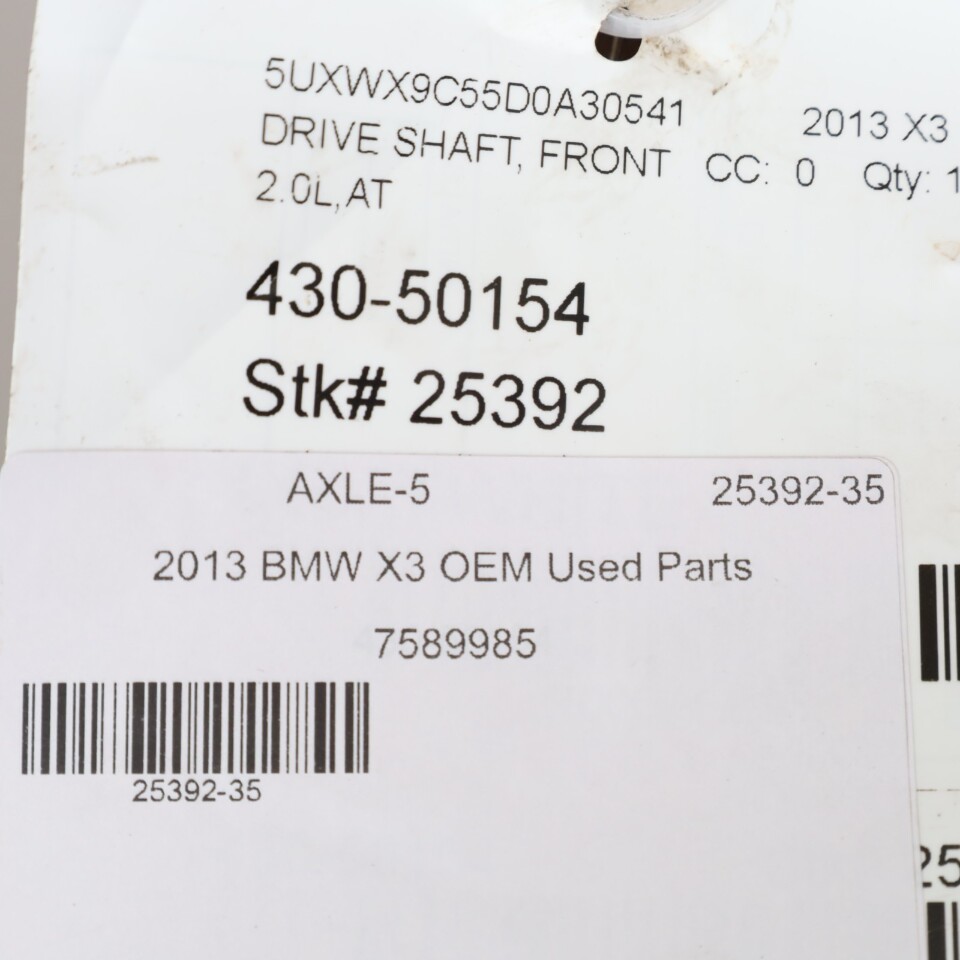 5UXWX9C55D0A30541 2013 X3
DRIVE SHAFT, FRONT CC: 0 Qty: 1
2.0L,AT
430-50154
Stk# 25392
AXLE-5 25392-35
2013 BMW X3 OEM Used Parts
7589985
25392-35
25